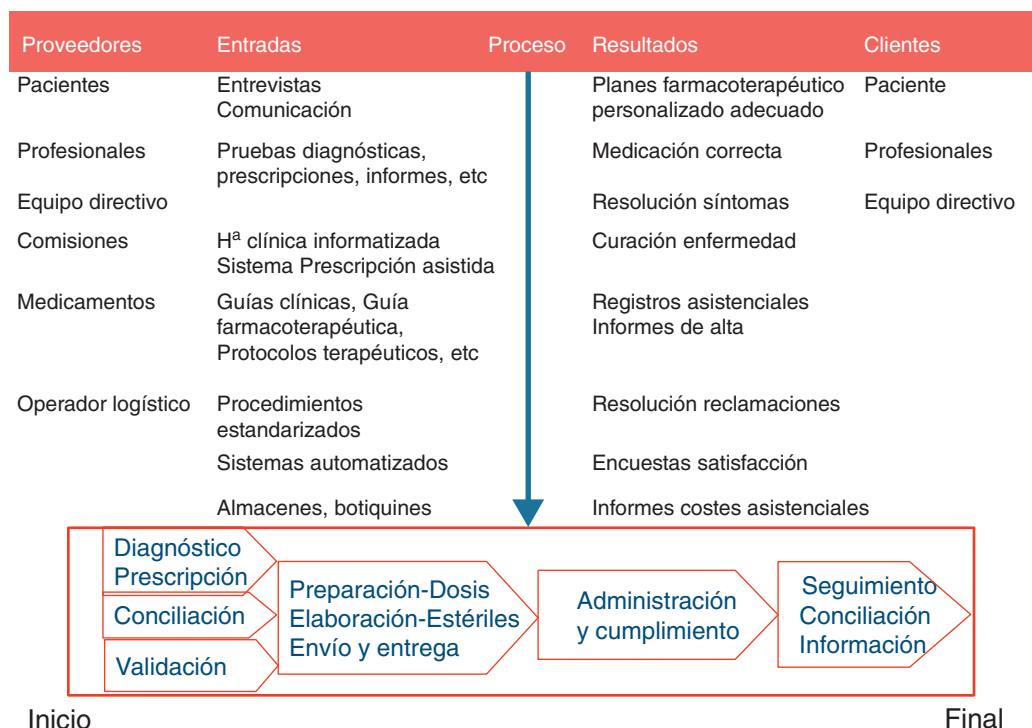 Proveedores Entradas Proceso Resultados Clientes
Pacientes Entrevistas Planes farmacoterapéutico Paciente
Comunicación personalizado adecuado
Profesionales Pruebas diagnósticas, Medicación correcta Profesionales
prescripciones, informes, etc
Equipo directivo Resolución síntomas Equipo directivo
Comisiones Hª clínica informatizada Curación enfermedad
Sistema Prescripción asistida
Medicamentos Guías clínicas, Guía Registros asistenciales
farmacoterapéutica, Informes de alta
Protocolos terapéuticos, etc
Operador logístico Procedimientos Resolución reclamaciones
estandarizados
Sistemas automatizados Encuestas satisfacción
Almacenes, botiquines Informes costes asistenciales
Diagnóstico
Prescripción
Conciliación
Validación
Preparación-Dosis
Elaboración-Estériles
Envío y entrega
Administración
y cumplimiento
Seguimiento
Conciliación
Información
Inicio Final